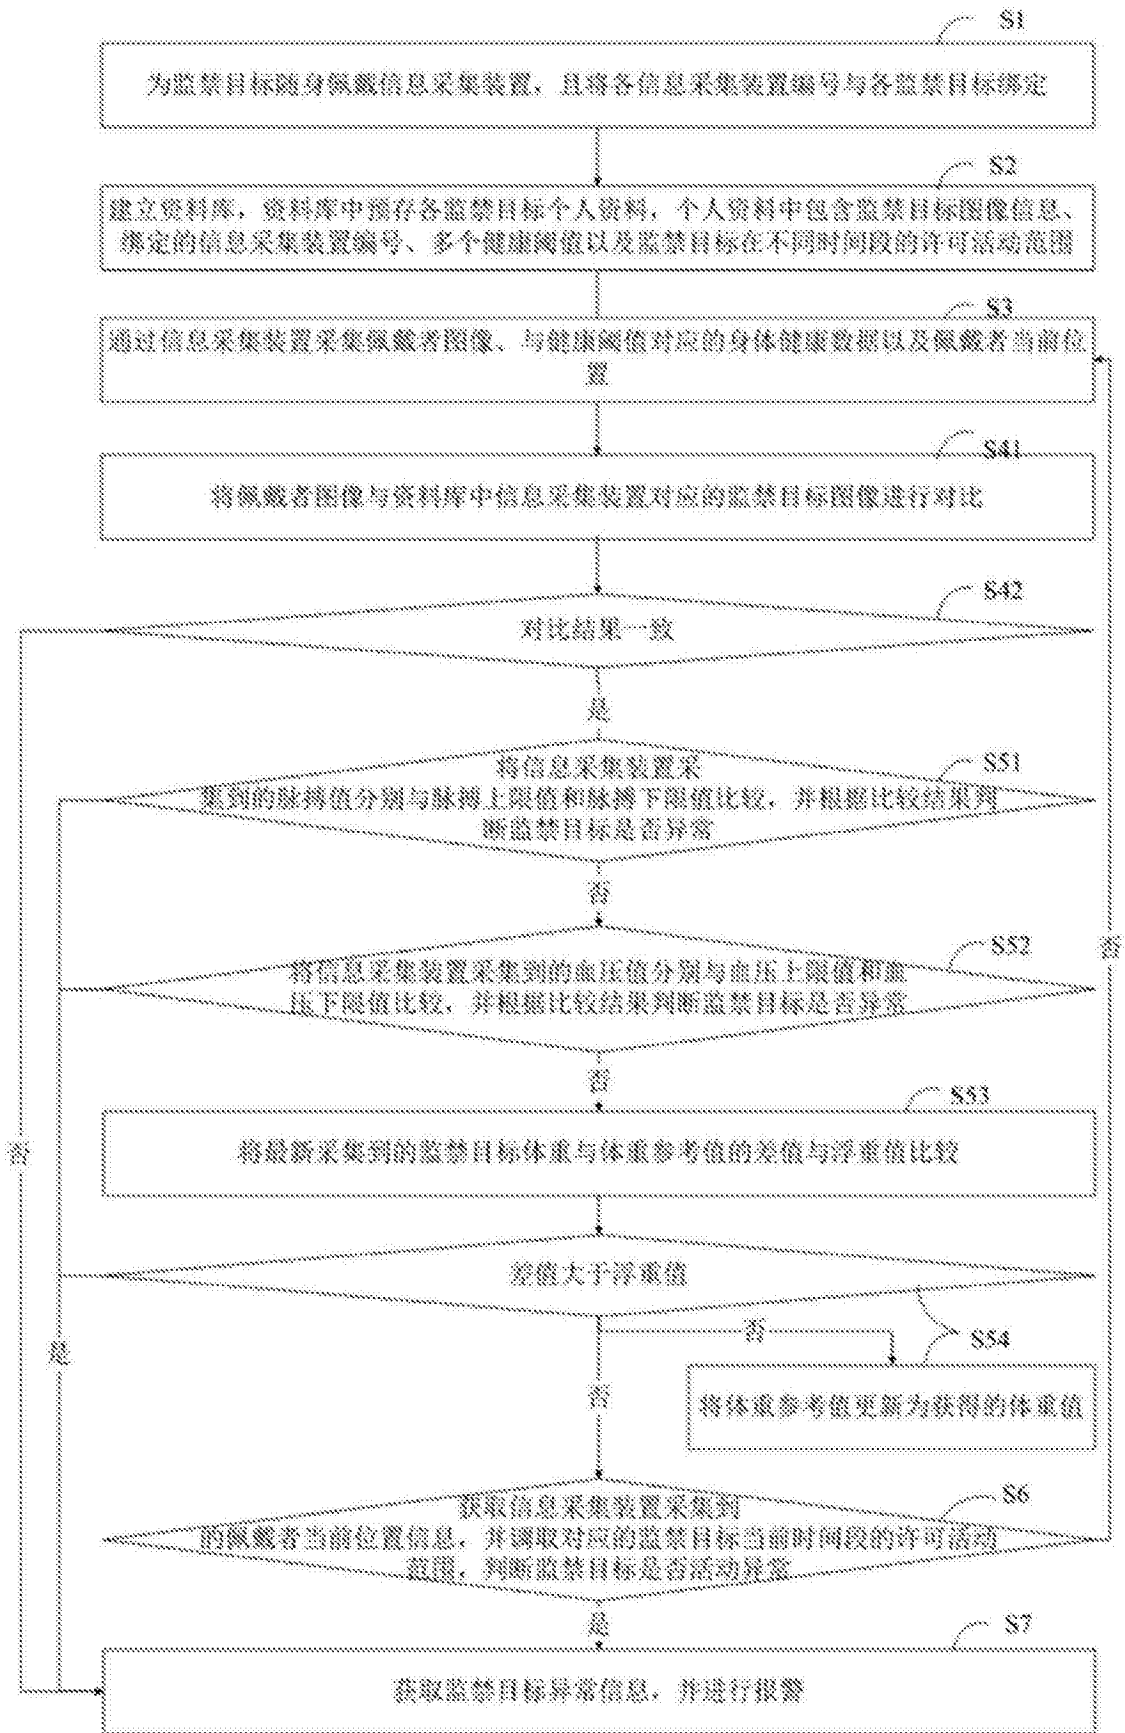 S1
为监禁目标随身佩戴信息采集装置，且将各信息采集装置编号与各监禁目标绑定
S2
建立资料库，资料库中预存各监禁目标个人资料，个人资料中包含监禁目标图像信息、
绑定的信息采集装置编号、多个健康阈值以及监禁目标在不同时间段的许可活动范围
S3
通过信息采集装置采集佩戴者图像、与健康阈值对应的身体健康数据以及佩戴者当前位
置
S41
将佩戴者图像与资料库中信息采集装置对应的监禁目标图像进行对比
S42
对比结果一致
是
S51
将信息采集装置采
集到的脉搏值分别与脉搏上限值和脉搏下限值比较，并根据比较结果判
断监禁目标是否异常
否
S52
将信息采集装置采集到的血压值分别与血压上限值和血
压下限值比较，并根据比较结果判断监禁目标是否异常
否
否
S53
将最新采集到的监禁目标体重与体重参考值的差值与浮重值比较
否
差值大于浮重值
S54
否
是
将体重参考值更新为获得的体重值
否
S6
获取信息采集装置采集到
的佩戴者当前位置信息，并调取对应的监禁目标当前时间段的许可活动
范围，判断监禁目标是否活动异常
是
S7
获取监禁目标异常信息，并进行报警